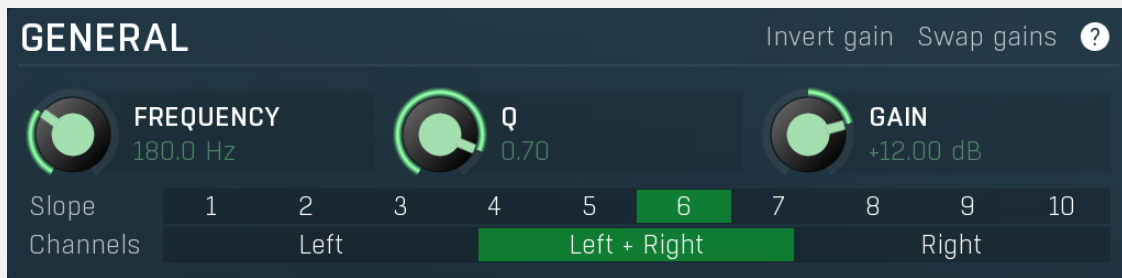 GENERAL Invert gain Swap gains ?
FREQUENCY Q GAIN
180.0 Hz 0.70 +12.00 dB
Slope 1 2 3 4 5 6 7 8 9 10
Channels Left Left + Right Right